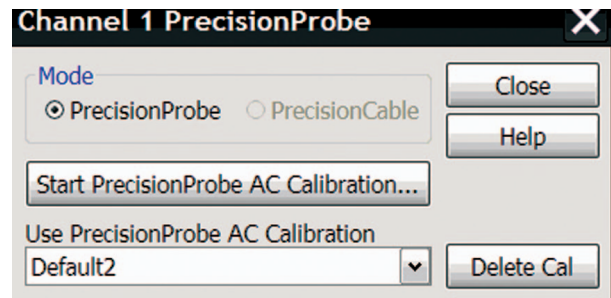 Channel 1 PrecisionProbe
Mode
PrecisionProbe PrecisionCable
Close
Help
Start PrecisionProbe AC Calibration...
Use PrecisionProbe AC Calibration
Default2
Delete Cal